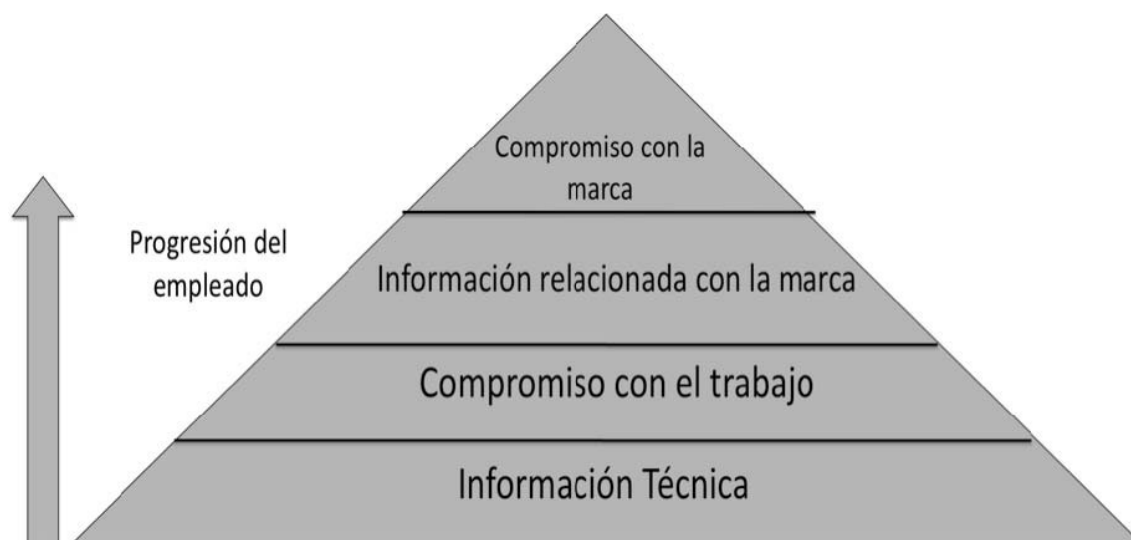 Compromiso con la
marca
Progresión del
empleado
Información relacionada con la marca
Compromiso con el trabajo
Información Técnica